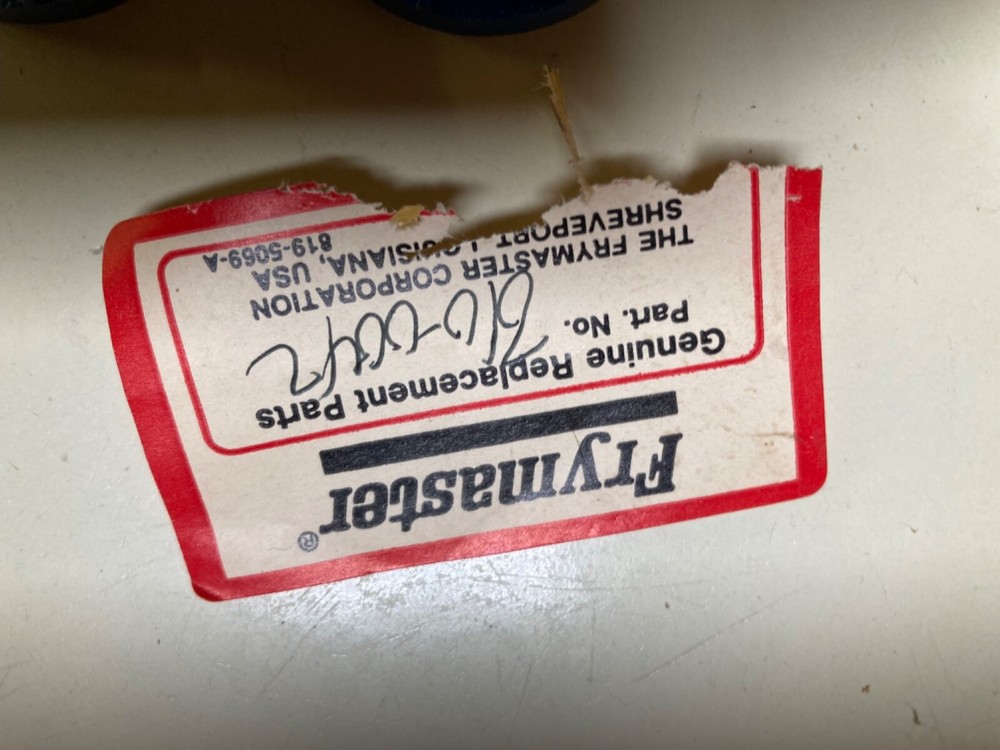 Frymaster®
Genuine Replacement Parts
Part. No.
THE FRYMASTER CORPORATION
SHREVEPORT, LOUISIANA, USA
819-5069-A